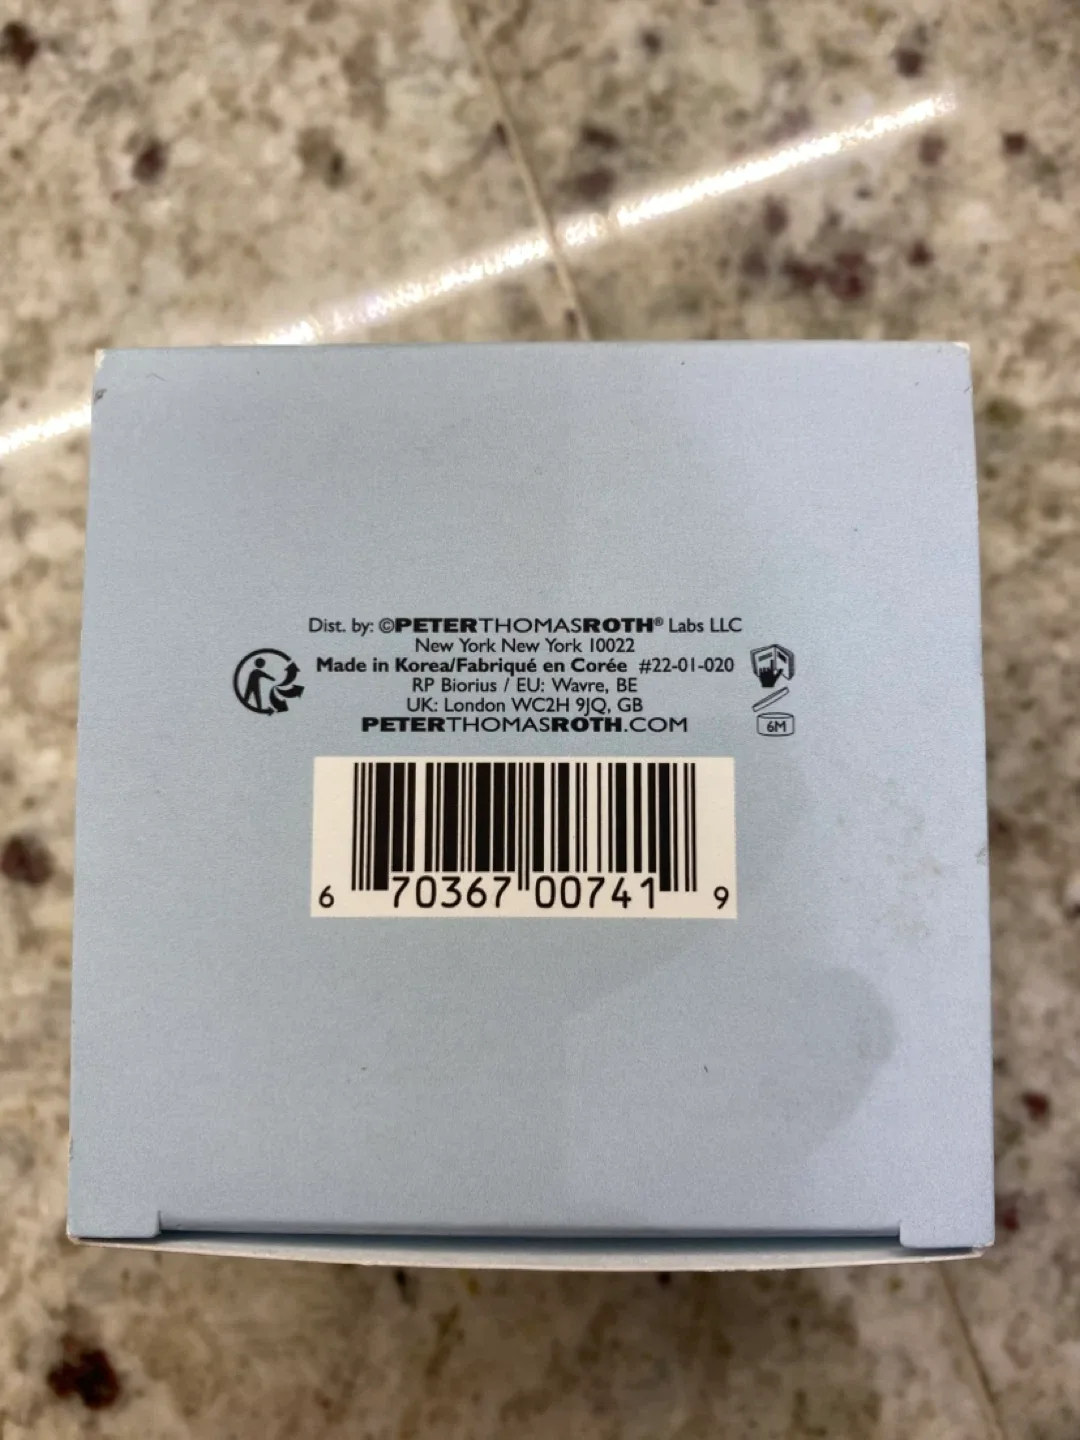 Dist. by: ©PETERTHOMASROTH® Labs LLC
New York New York 10022
Made in Korea/Fabriqué en Corée #22-01-020
RP Biorius / EU: Wavre, BE
UK: London WC2H 9JQ, GB
PETERTHOMASROTH.COM
6M
6 70367 00741 9